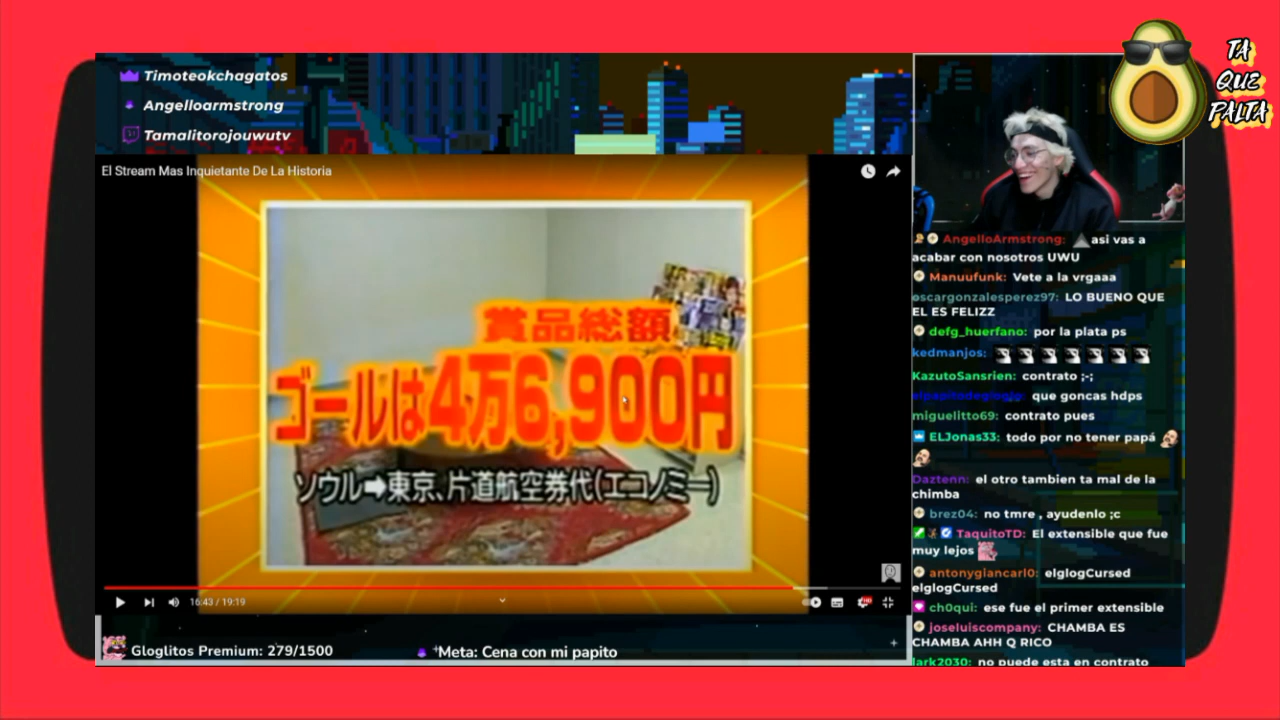 TA
QUE
PALTA
Timoteokchagatos
Angelloarmstrong
Tamalitorojouwutv
El Stream Mas Inquietante De La Historia
賞品総額
ゴールは4万6,900円
ソウル➡東京、片道航空券代(エコノミー)
16:43 / 19:19
Gloglitos Premium: 279/1500
Meta: Cena con mi papito
AngelloArmstrong: asi vas a
acabar con nosotros UWU
Manuufunk: Vete a la vrgaaa
oscargonzalesperez97: LO BUENO QUE
EL ES FELIZZ
defg_huerfano: por la plata ps
kedmanjos:
KazutoSansrien: contrato ;-;
que goncas hdps
miguelitto69: contrato pues
ELJonas33: todo por no tener papá
Daztenn: el otro tambien ta mal de la
chimba
brez04: no tmre , ayudenlo ;c
TaquitoTD: El extensible que fue
muy lejos
antonygiancarl0: elglogCursed
elglogCursed
ch0qui: ese fue el primer extensible
joseluiscompany: CHAMBA ES
CHAMBA AHH Q RICO
lark2030: no puede esta en contrato